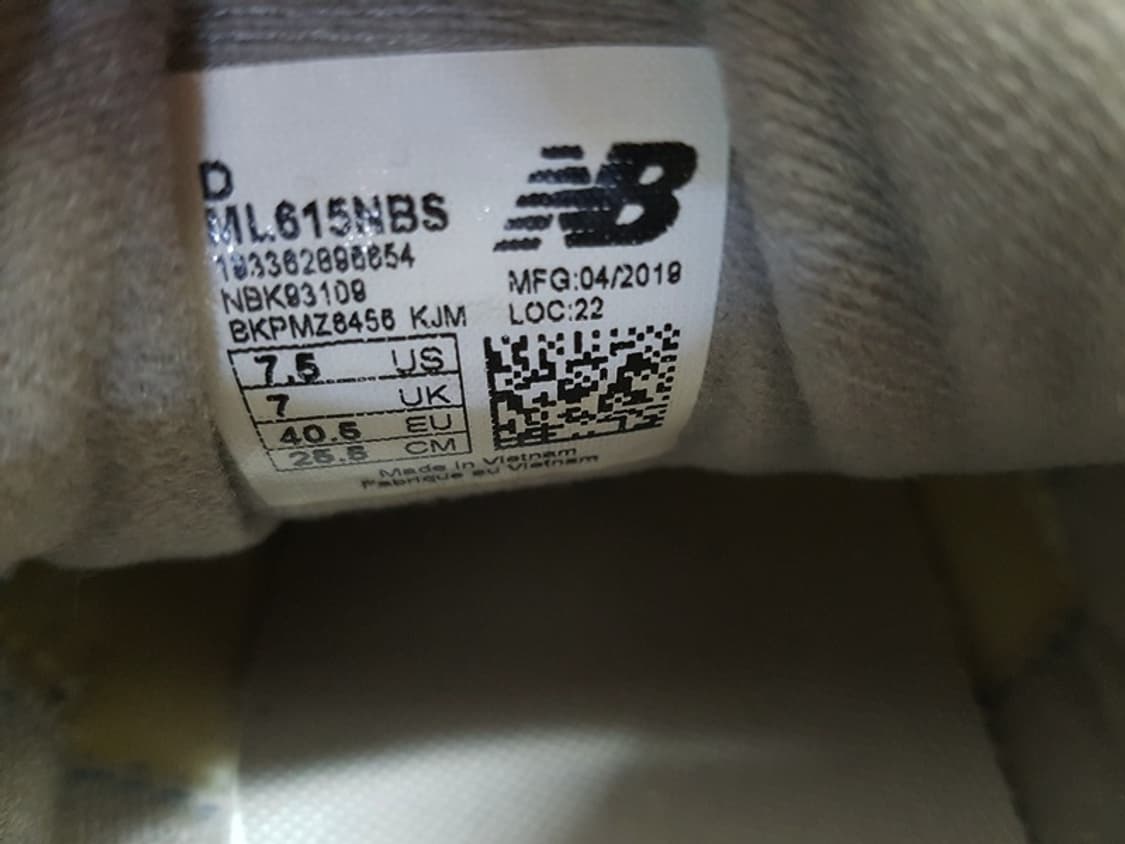 D
ML615NBS
NB
MFG:04/2019
NBK93109
LOC:22
BKPMZ8456 KJM
7.5 US
7 UK
40.5 EU
25.5 CM
Made in Vietnam
Fabriqué au Vietnam